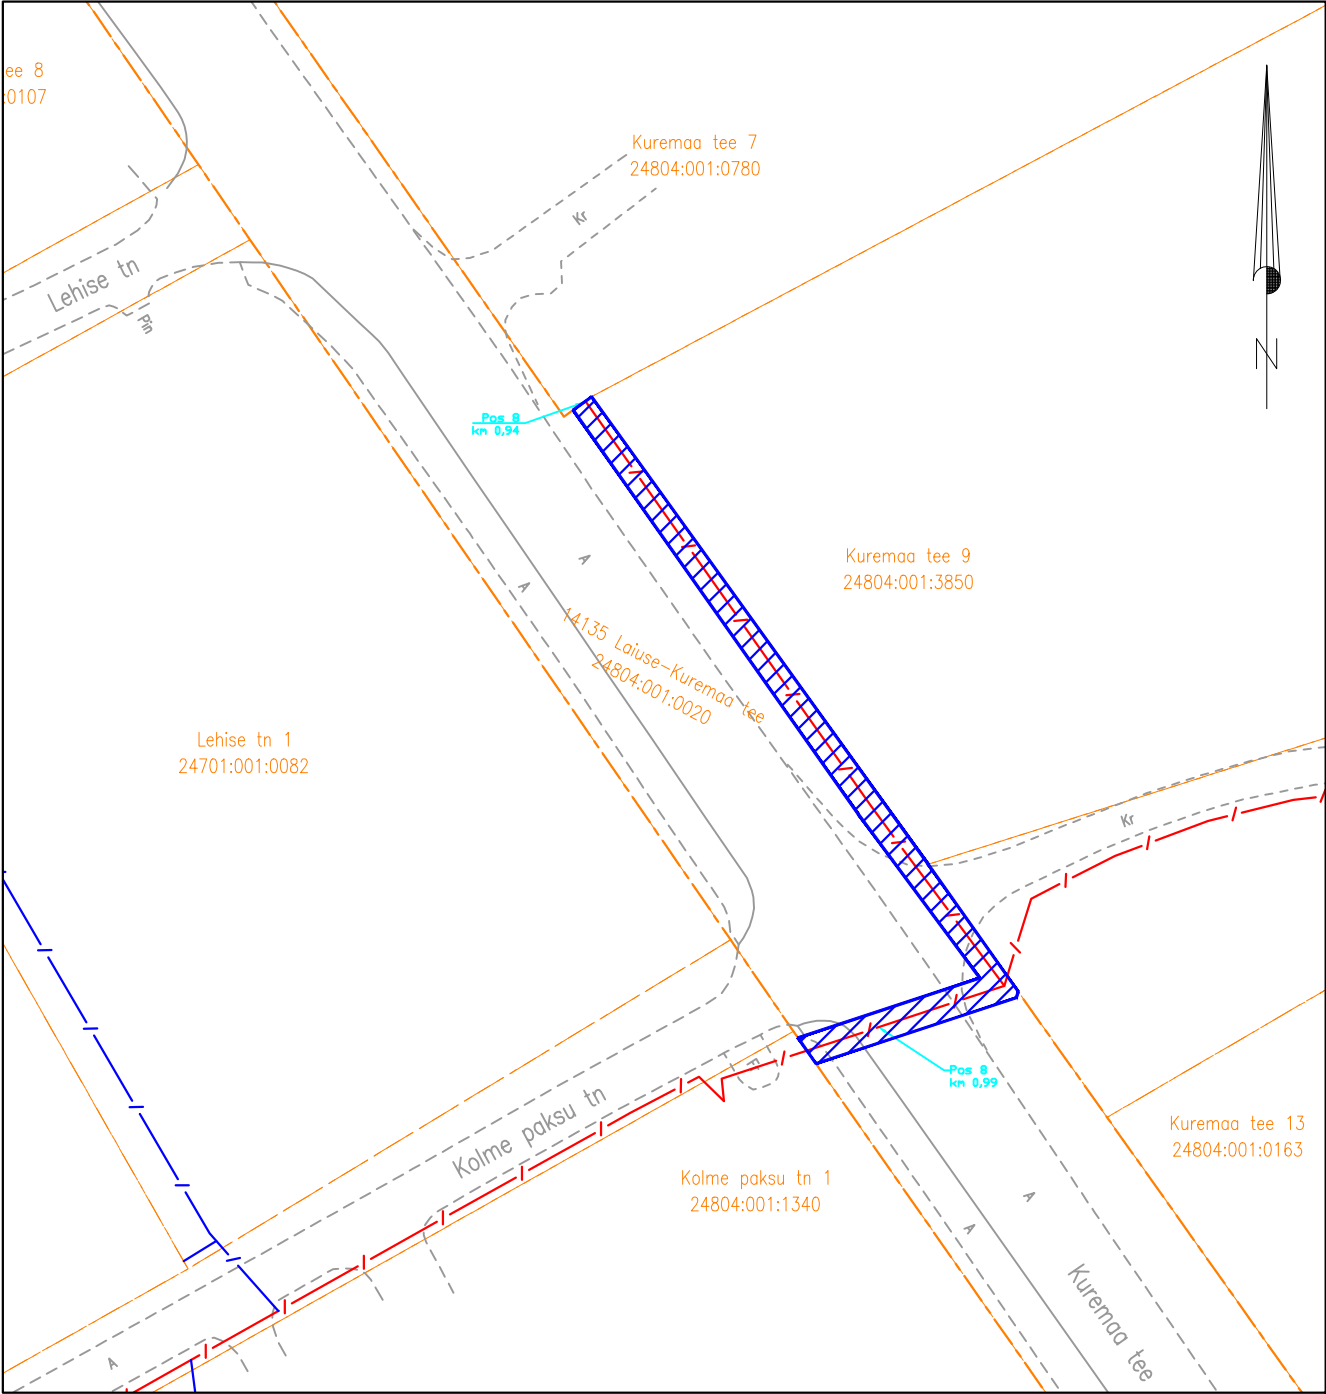 ee 8
:0107
Kuremaa tee 7
24804:001:0780
Kr
Lehise tn
Pin
N
Pos 8
km 0,94
A
A
Kuremaa tee 9
24804:001:3850
14135 Laiuse-Kuremaa tee
24804:001:0020
Lehise tn 1
24701:001:0082
Kr
Pos 8
km 0,99
Kolme paksu tn
Kuremaa tee 13
24804:001:0163
Kolme paksu tn 1
24804:001:1340
A
A
Kuremaa tee
A